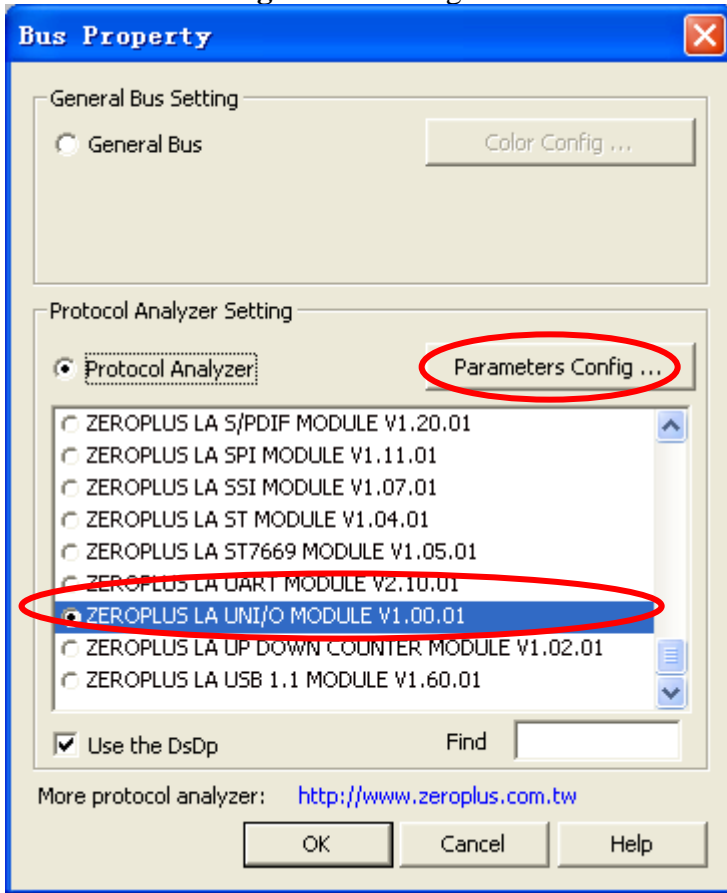 Bus Property
General Bus Setting
General Bus
Color Config ...
Protocol Analyzer Setting
Protocol Analyzer
Parameters Config ...
ZEROPLUS LA S/PDIF MODULE V1.20.01
ZEROPLUS LA SPI MODULE V1.11.01
ZEROPLUS LA SSI MODULE V1.07.01
ZEROPLUS LA ST MODULE V1.04.01
ZEROPLUS LA ST7669 MODULE V1.05.01
ZEROPLUS LA UART MODULE V2.10.01
ZEROPLUS LA UNI/O MODULE V1.00.01
ZEROPLUS LA UP DOWN COUNTER MODULE V1.02.01
ZEROPLUS LA USB 1.1 MODULE V1.60.01
Use the DsDp
Find
More protocol analyzer: http://www.zeroplus.com.tw
OK
Cancel
Help